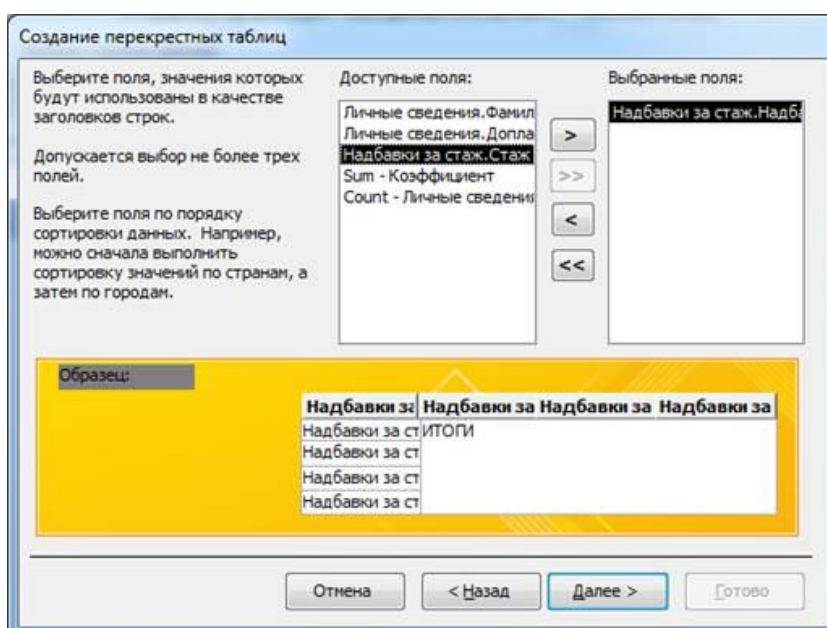 Создание перекрестных таблиц
Выберите поля, значения которых
будут использованы в качестве
заголовков строк.
Допускается выбор не более трех
полей.
Выберите поля по порядку
сортировки данных. Например,
можно сначала выполнить
сортировку значений по странам, а
затем по городам.
Доступные поля:
Личные сведения.Фамил
Личные сведения.Допла
Надбавки за стаж.Стаж
Sum - Коэффициент
Count - Личные сведения
>
>>
<
<<
Выбранные поля:
Надбавки за стаж.Надба
Образец:
Надбавки за Надбавки за Надбавки за Надбавки за
Надбавки за ст ИТОГИ
Надбавки за ст
Надбавки за ст
Надбавки за ст
Отмена
< Назад
Далее >
Готово